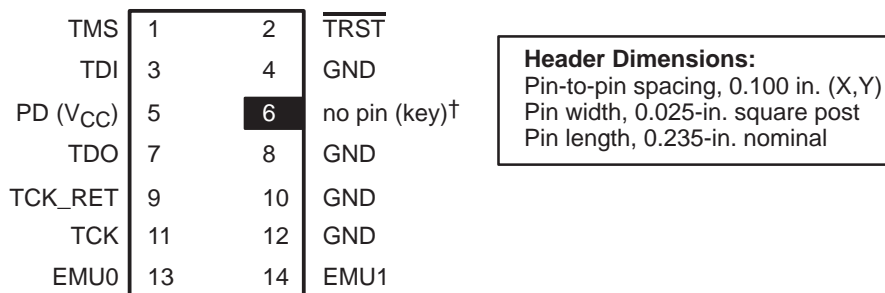 TMS 1 2 TRST
TDI 3 4 GND
PD (VCC) 5 6 no pin (key)†
TDO 7 8 GND
TCK_RET 9 10 GND
TCK 11 12 GND
EMU0 13 14 EMU1
Header Dimensions:
Pin-to-pin spacing, 0.100 in. (X,Y)
Pin width, 0.025-in. square post
Pin length, 0.235-in. nominal